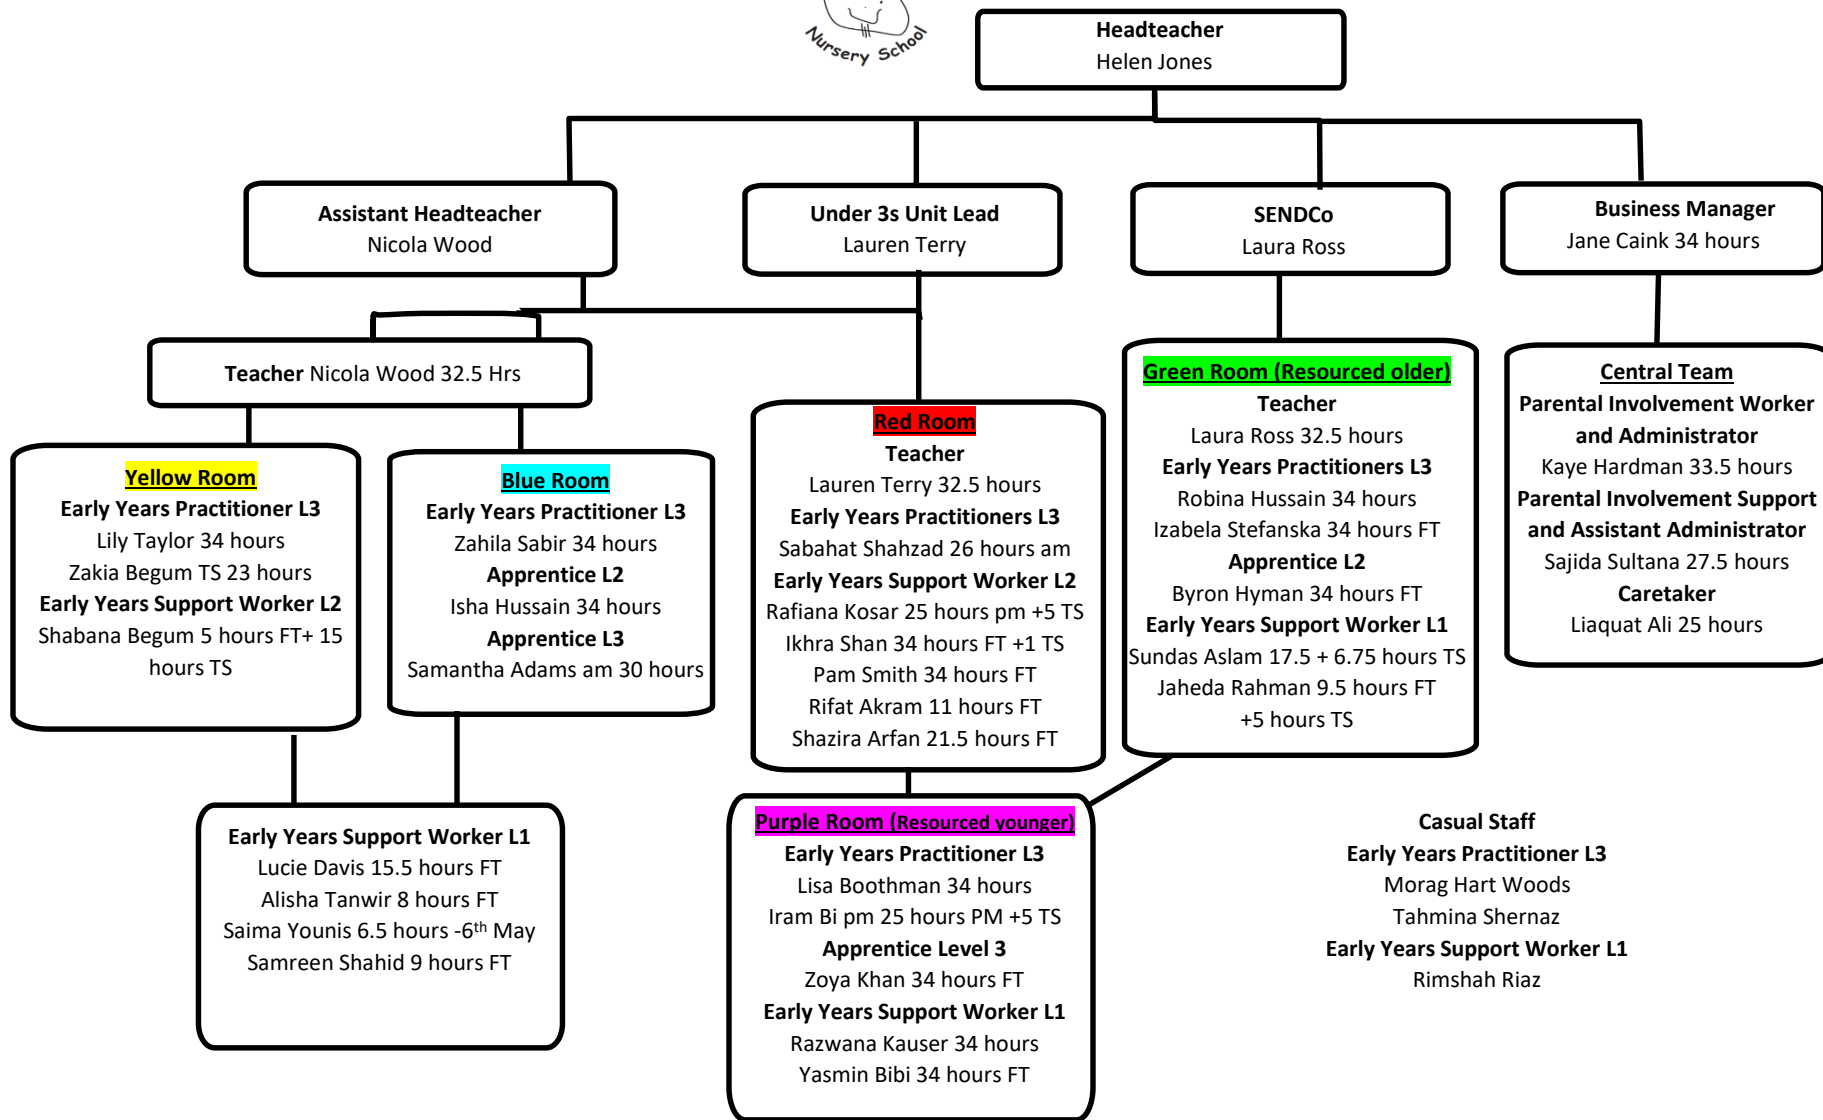 Nursery School
Headteacher
Helen Jones
Assistant Headteacher
Nicola Wood
Under 3s Unit Lead
Lauren Terry
SENDCo
Laura Ross
Business Manager
Jane Caink 34 hours
Teacher Nicola Wood 32.5 Hrs
Yellow Room
Early Years Practitioner L3
Lily Taylor 34 hours
Zakia Begum TS 23 hours
Early Years Support Worker L2
Shabana Begum 5 hours FT+ 15
hours TS
Blue Room
Early Years Practitioner L3
Zahila Sabir 34 hours
Apprentice L2
Isha Hussain 34 hours
Apprentice L3
Samantha Adams am 30 hours
Red Room
Teacher
Lauren Terry 32.5 hours
Early Years Practitioners L3
Sabahat Shahzad 26 hours am
Early Years Support Worker L2
Rafiana Kosar 25 hours pm +5 TS
Ikhra Shan 34 hours FT +1 TS
Pam Smith 34 hours FT
Rifat Akram 11 hours FT
Shazira Arfan 21.5 hours FT
Green Room (Resourced older)
Teacher
Laura Ross 32.5 hours
Early Years Practitioners L3
Robina Hussain 34 hours
Izabela Stefanska 34 hours FT
Apprentice L2
Byron Hyman 34 hours FT
Early Years Support Worker L1
Sundas Aslam 17.5 + 6.75 hours TS
Jaheda Rahman 9.5 hours FT
+5 hours TS
Central Team
Parental Involvement Worker
and Administrator
Kaye Hardman 33.5 hours
Parental Involvement Support
and Assistant Administrator
Sajida Sultana 27.5 hours
Caretaker
Liaquat Ali 25 hours
Early Years Support Worker L1
Lucie Davis 15.5 hours FT
Alisha Tanwir 8 hours FT
Saima Younis 6.5 hours -6th May
Samreen Shahid 9 hours FT
Purple Room (Resourced younger)
Early Years Practitioner L3
Lisa Boothman 34 hours
Iram Bi pm 25 hours PM +5 TS
Apprentice Level 3
Zoya Khan 34 hours FT
Early Years Support Worker L1
Razwana Kauser 34 hours
Yasmin Bibi 34 hours FT
Casual Staff
Early Years Practitioner L3
Morag Hart Woods
Tahmina Shernaz
Early Years Support Worker L1
Rimshah Riaz